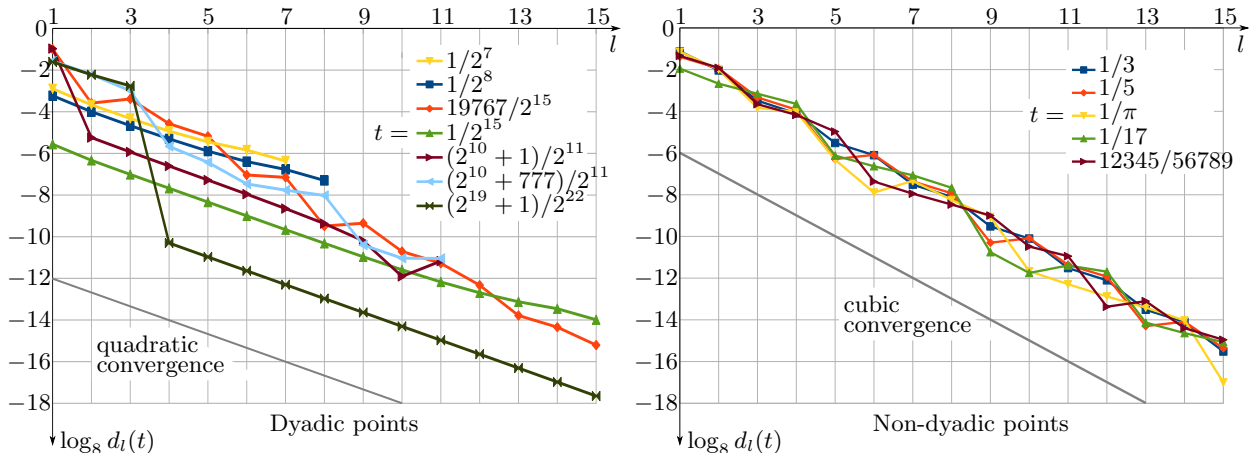 1 3 5 7 9 11 13 15
l
0
−2
−4
−6
−8
−10
−12
−14
−16
−18
t =
1/2^7
1/2^8
19767/2^15
1/2^15
(2^10 + 1)/2^11
(2^10 + 777)/2^11
(2^19 + 1)/2^22
quadratic
convergence
Dyadic points
log_8 d_l(t)
1 3 5 7 9 11 13 15
l
0
−2
−4
−6
−8
−10
−12
−14
−16
−18
t =
1/3
1/5
1/π
1/17
12345/56789
cubic
convergence
Non-dyadic points
log_8 d_l(t)